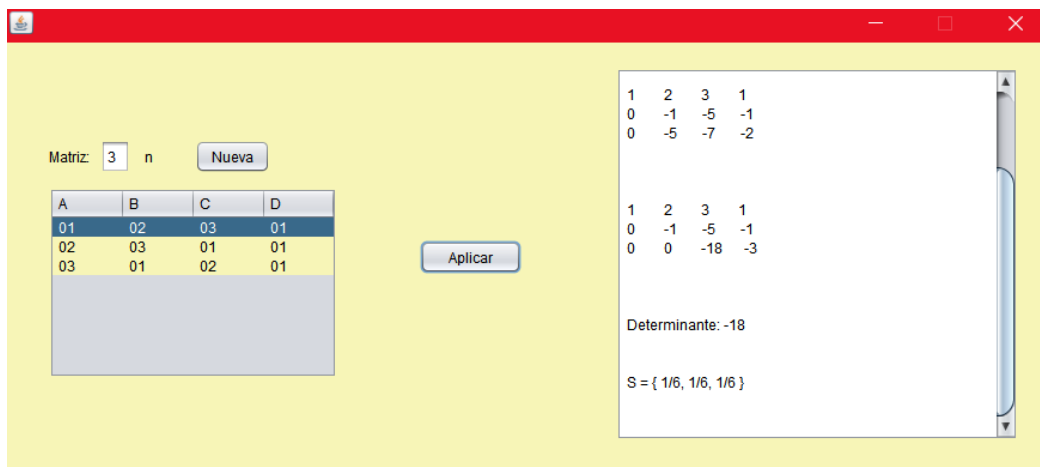 Matriz: 3 n Nueva
A B C D
01 02 03 01
02 03 01 01
03 01 02 01
Aplicar
1 2 3 1
0 -1 -5 -1
0 -5 -7 -2
1 2 3 1
0 -1 -5 -1
0 0 -18 -3
Determinante: -18
S = { 1/6, 1/6, 1/6 }